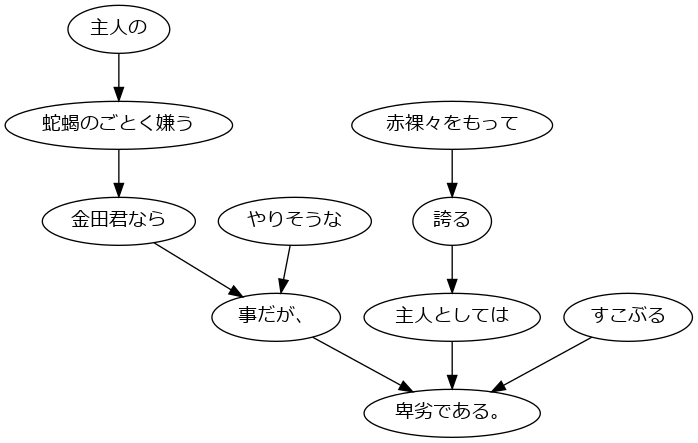 主人の
蛇蝎のごとく嫌う
赤裸々をもって
金田君なら
やりそうな
誇る
事だが、
主人としては
すこぶる
卑劣である。